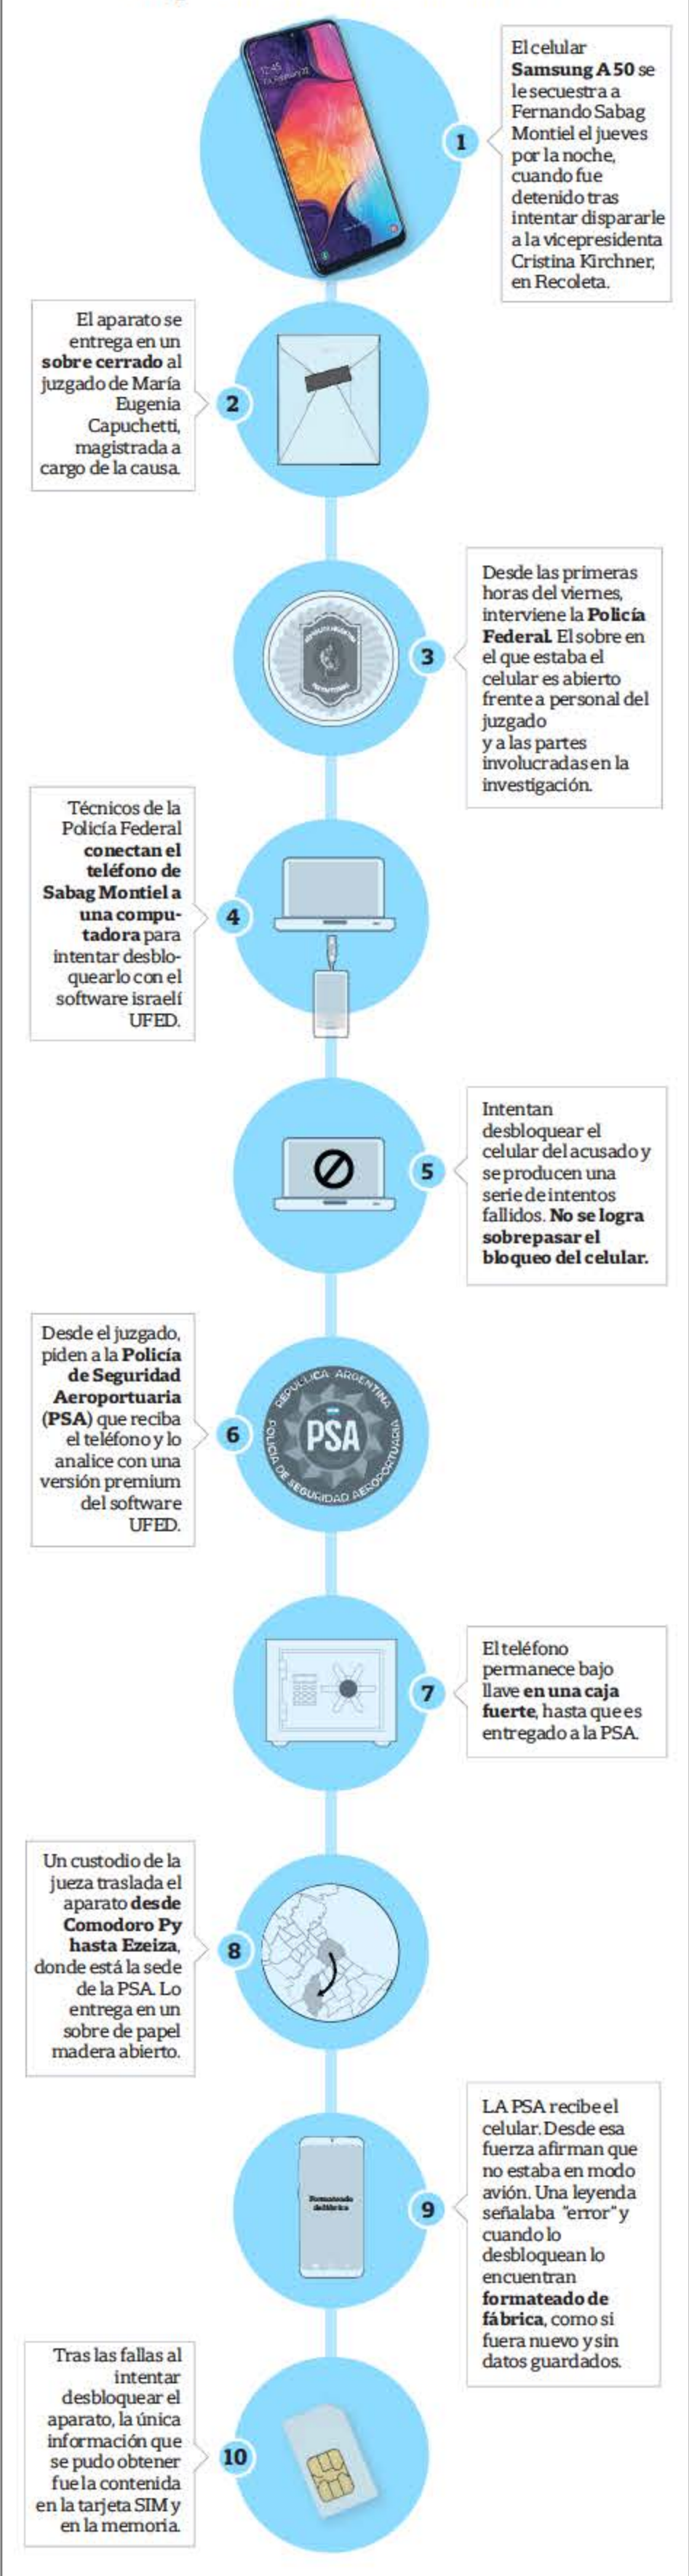 12:45
El celular
Samsung A 50 se
le secuestra a
Fernando Sabag
Montiel el jueves
por la noche,
cuando fue
detenido tras
intentar dispararle
a la vicepresidenta
Cristina Kirchner,
en Recoleta.
1
El aparato se
entrega en un
sobre cerrado al
juzgado de María
Eugenia
Capuchetti,
magistrada a
cargo de la causa.
2
Desde las primeras
horas del viernes,
interviene la Policía
Federal. El sobre en
el que estaba el
celular es abierto
frente a personal del
juzgado
y a las partes
involucradas en la
investigación.
3
Técnicos de la
Policía Federal
conectan el
teléfono de
Sabag Montiel a
una compu-
tadora para
intentar desblo-
quearlo con el
software israelí
UFED.
4
Intentan
desbloquear el
celular del acusado y
se producen una
serie de intentos
fallidos. No se logra
sobrepasar el
bloqueo del celular.
5
Desde el juzgado,
piden a la Policía
de Seguridad
Aeroportuaria
(PSA) que reciba
el teléfono y lo
analice con una
versión premium
del software
UFED.
6
REPÚBLICA ARGENTINA
PSA
POLICIA DE SEGURIDAD AEROPORTUARIA
El teléfono
permanece bajo
llave en una caja
fuerte, hasta que es
entregado a la PSA.
7
Un custodio de la
jueza traslada el
aparato desde
Comodoro Py
hasta Ezeiza,
donde está la sede
de la PSA. Lo
entrega en un
sobre de papel
madera abierto.
8
LA PSA recibe el
celular. Desde esa
fuerza afirman que
no estaba en modo
avión. Una leyenda
señalaba "error" y
cuando lo
desbloquean lo
encuentran
formateado de
fábrica, como si
fuera nuevo y sin
datos guardados.
9
Formateado
de fábrica
Tras las fallas al
intentar
desbloquear el
aparato, la única
información que
se pudo obtener
fue la contenida
en la tarjeta SIM y
en la memoria.
10